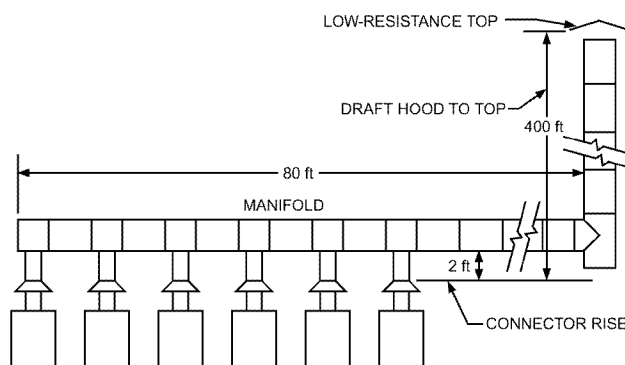 LOW-RESISTANCE TOP
DRAFT HOOD TO TOP
400 ft
80 ft
MANIFOLD
2 ft
CONNECTOR RISE